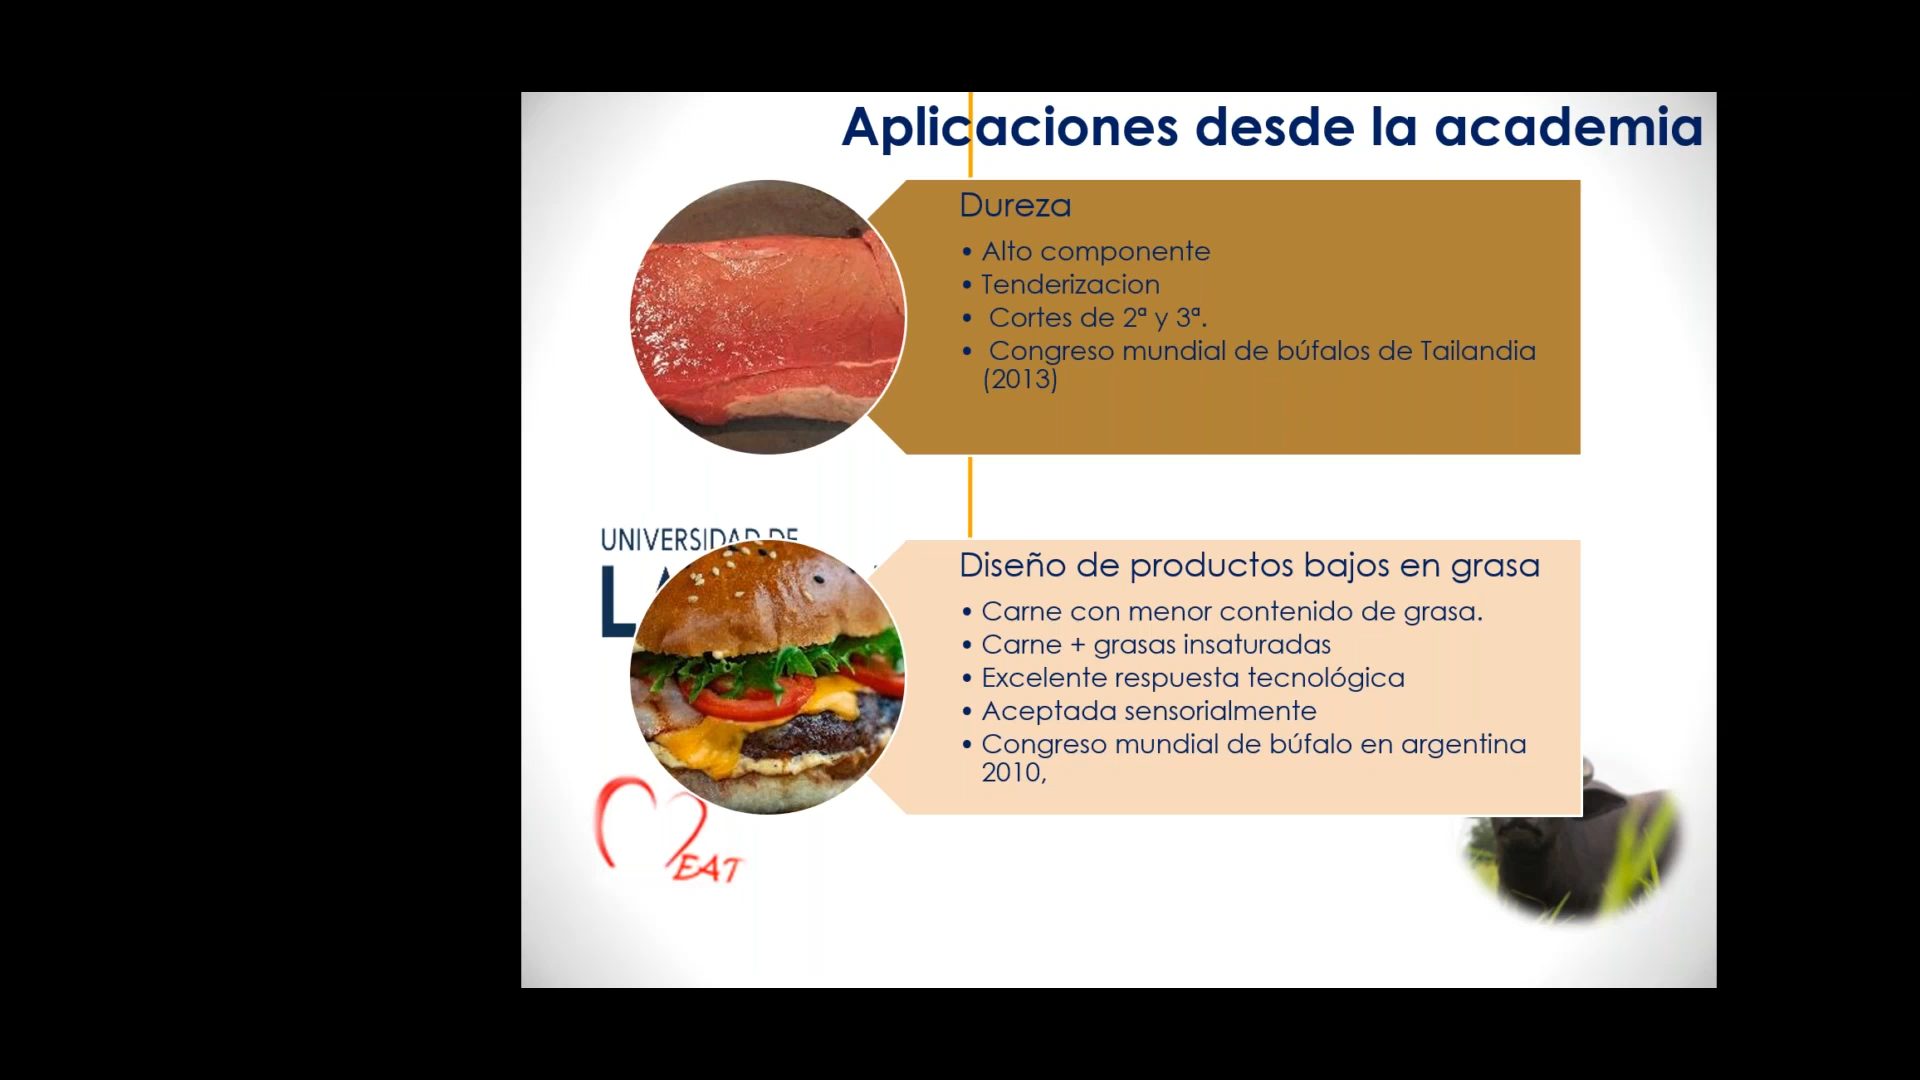 Aplicaciones desde la academia
Dureza
• Alto componente
• Tenderizacion
• Cortes de 2ª y 3ª.
• Congreso mundial de búfalos de Tailandia
(2013)
UNIVERSIDAD DE
Diseño de productos bajos en grasa
• Carne con menor contenido de grasa.
• Carne + grasas insaturadas
• Excelente respuesta tecnológica
• Aceptada sensorialmente
• Congreso mundial de búfalo en argentina
2010,
MEAT